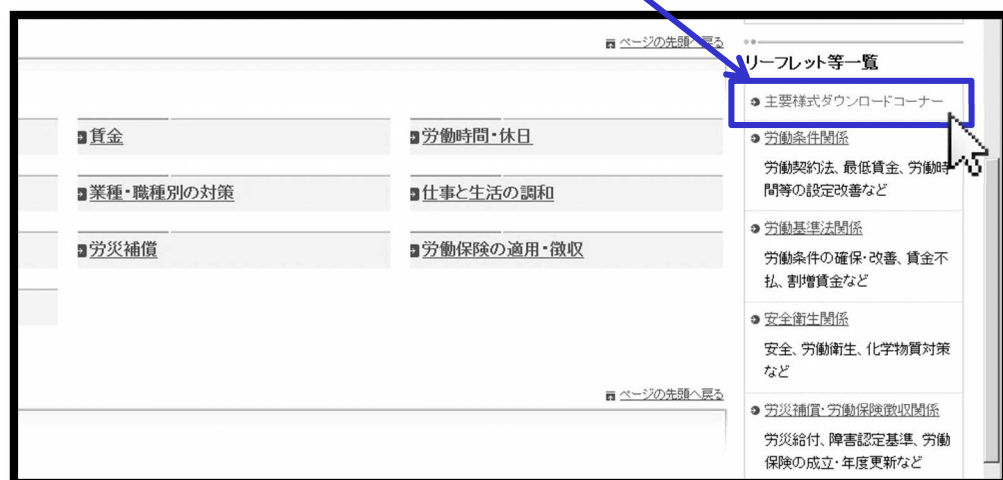 ページの先頭へ戻る
賃金
労働時間・休日
業種・職種別の対策
仕事と生活の調和
労災補償
労働保険の適用・徴収
ページの先頭へ戻る
リーフレット等一覧
主要様式ダウンロードコーナー
労働条件関係
労働契約法、最低賃金、労働時
間等の設定改善など
労働基準法関係
労働条件の確保・改善、賃金不
払、割増賃金など
安全衛生関係
安全、労働衛生、化学物質対策
など
労災補償・労働保険徴収関係
労災給付、障害認定基準、労働
保険の成立・年度更新など